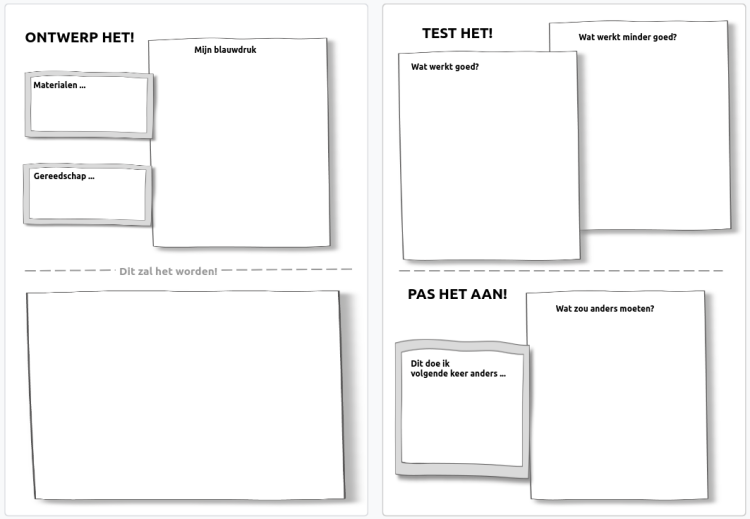 ONTWERP HET!
Mijn blauwdruk
Materialen ...
Gereedschap ...
Dit zal het worden!
TEST HET!
Wat werkt minder goed?
Wat werkt goed?
PAS HET AAN!
Wat zou anders moeten?
Dit doe ik
volgende keer anders ...